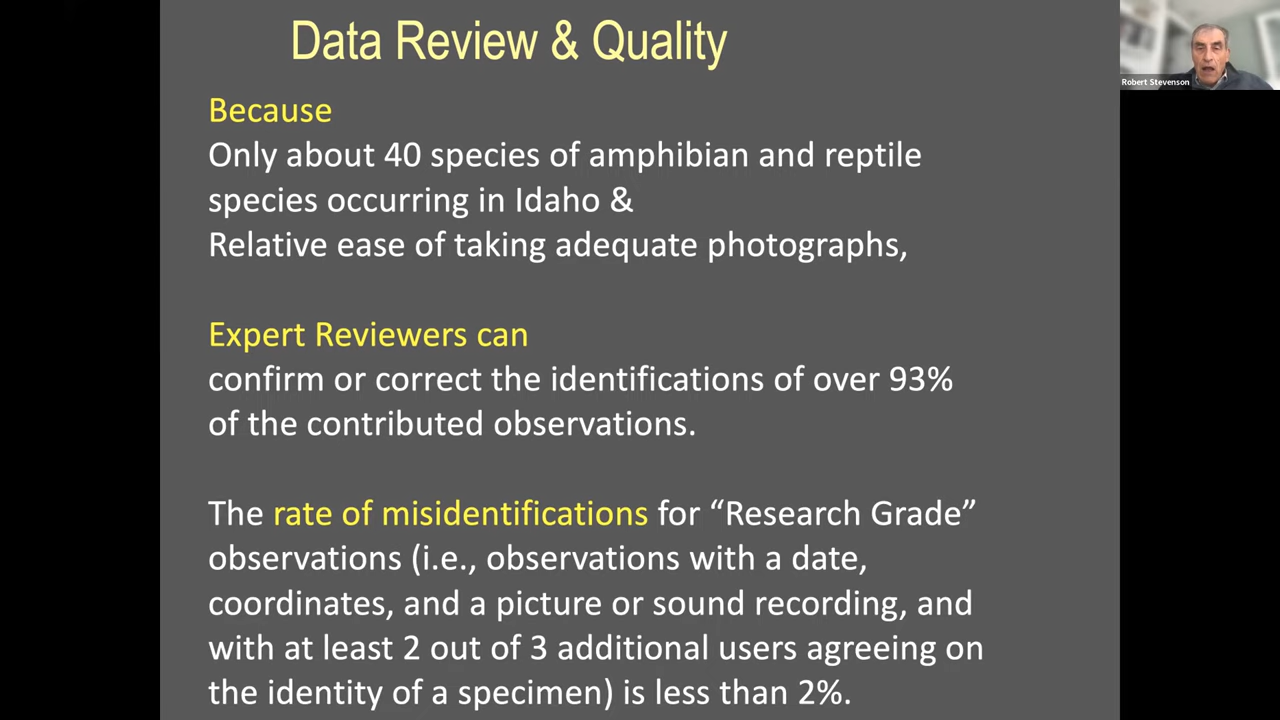 Data Review & Quality
Robert Stevenson
Because
Only about 40 species of amphibian and reptile
species occurring in Idaho &
Relative ease of taking adequate photographs,
Expert Reviewers can
confirm or correct the identifications of over 93%
of the contributed observations.
The rate of misidentifications for “Research Grade”
observations (i.e., observations with a date,
coordinates, and a picture or sound recording, and
with at least 2 out of 3 additional users agreeing on
the identity of a specimen) is less than 2%.